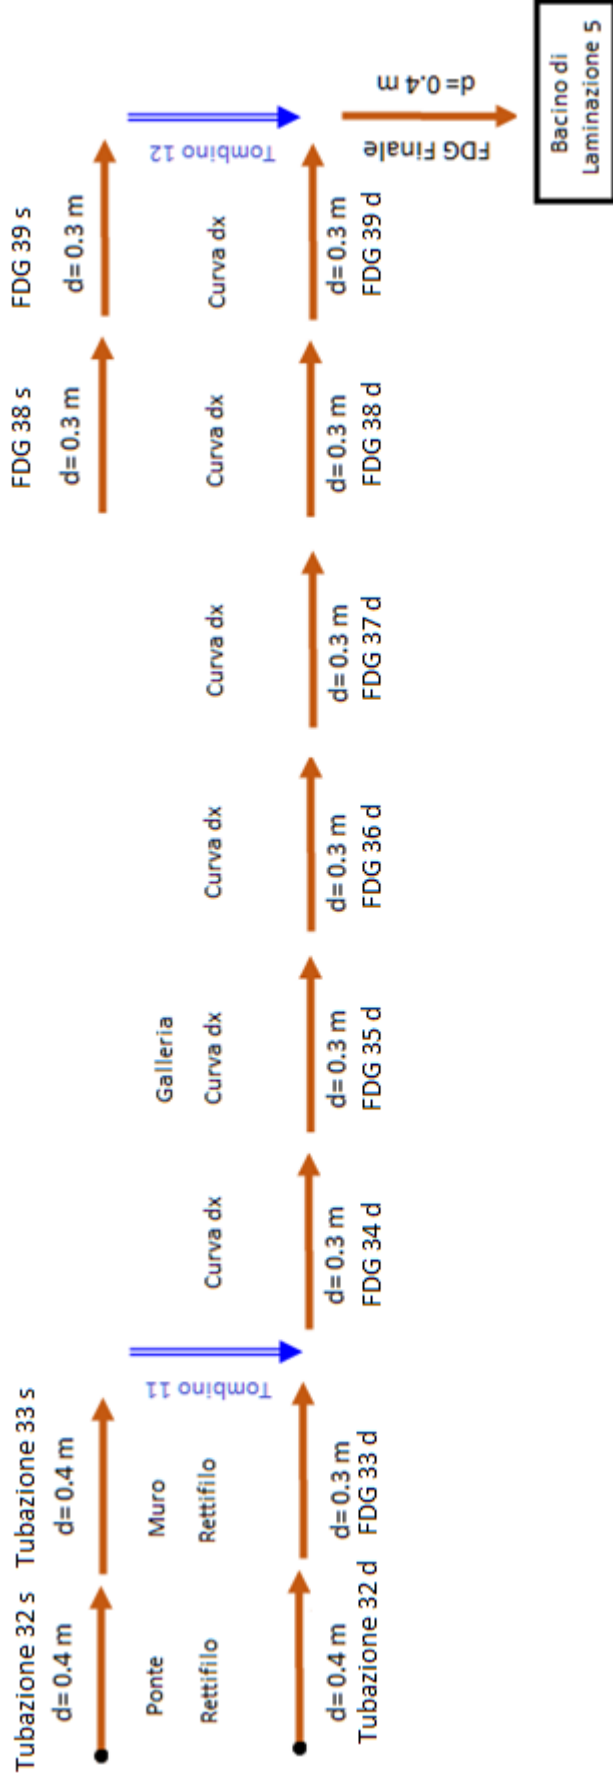 Tubazione 32 s
d= 0.4 m
Tubazione 33 s
d= 0.4 m
FDG 38 s
d= 0.3 m
FDG 39 s
d= 0.3 m
Ponte
Rettifilo
Muro
Rettifilo
Tombino 11
Curva dx
Galleria
Curva dx
Curva dx
Curva dx
Curva dx
Curva dx
Tombino 12
d= 0.4 m
Tubazione 32 d
d= 0.3 m
FDG 33 d
d= 0.3 m
FDG 34 d
d= 0.3 m
FDG 35 d
d= 0.3 m
FDG 36 d
d= 0.3 m
FDG 37 d
d= 0.3 m
FDG 38 d
d= 0.3 m
FDG 39 d
FDG Finale
d= 0.4 m
Bacino di
Laminazione 5